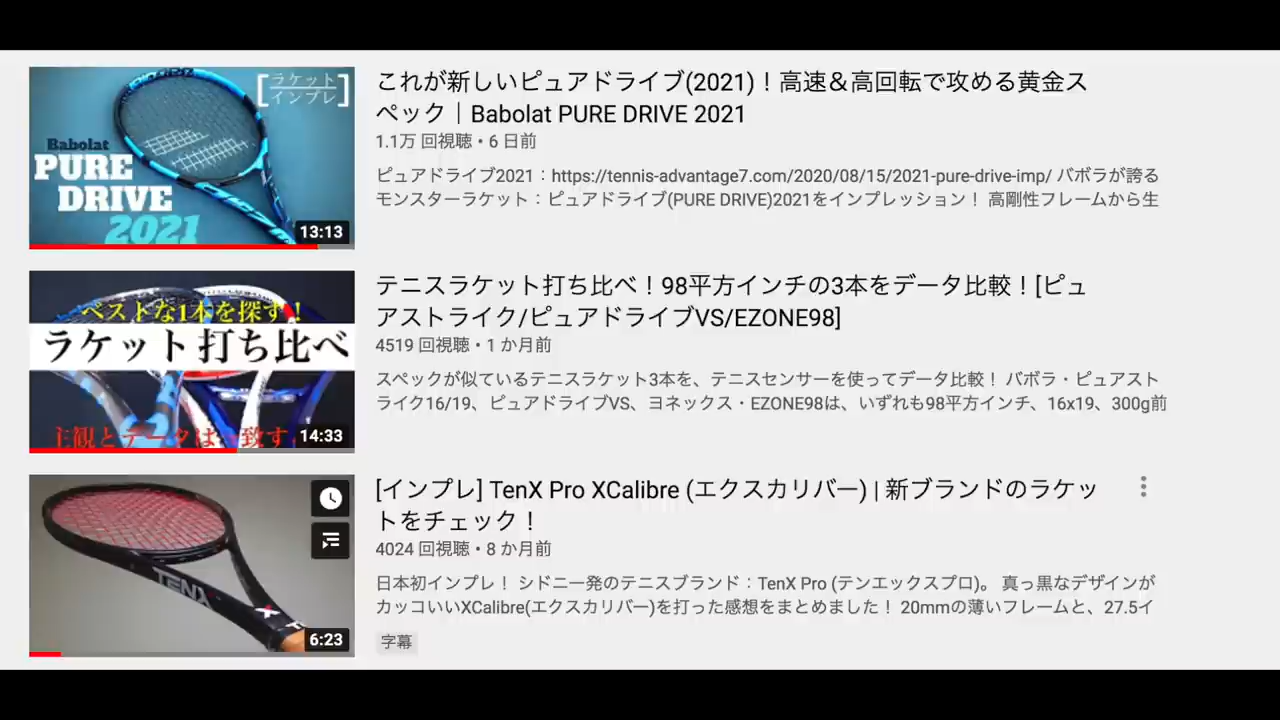 [ラケット
インプレ]
Babolat
PURE
DRIVE
2021
13:13
これが新しいピュアドライブ(2021)！高速＆高回転で攻める黄金ス
ペック｜Babolat PURE DRIVE 2021
1.1万 回視聴・6 日前
ピュアドライブ2021：https://tennis-advantage7.com/2020/08/15/2021-pure-drive-imp/ バボラが誇る
モンスターラケット：ピュアドライブ(PURE DRIVE)2021をインプレッション！ 高剛性フレームから生
ベストな1本を探す！
ラケット打ち比べ
主観とデータは一致す
14:33
テニスラケット打ち比べ！98平方インチの3本をデータ比較！[ピュ
アストライク/ピュアドライブVS/EZONE98]
4519 回視聴・1 か月前
スペックが似ているテニスラケット3本を、テニスセンサーを使ってデータ比較！ バボラ・ピュアスト
ライク16/19、ピュアドライブVS、ヨネックス・EZONE98は、いずれも98平方インチ、16x19、300g前
TENX
6:23
[インプレ] TenX Pro XCalibre (エクスカリバー) | 新ブランドのラケッ
トをチェック！
4024 回視聴・8 か月前
日本初インプレ！ シドニー発のテニスブランド：TenX Pro (テンエックスプロ)。 真っ黒なデザインが
カッコいいXCalibre(エクスカリバー)を打った感想をまとめました！ 20mmの薄いフレームと、27.5イ
字幕